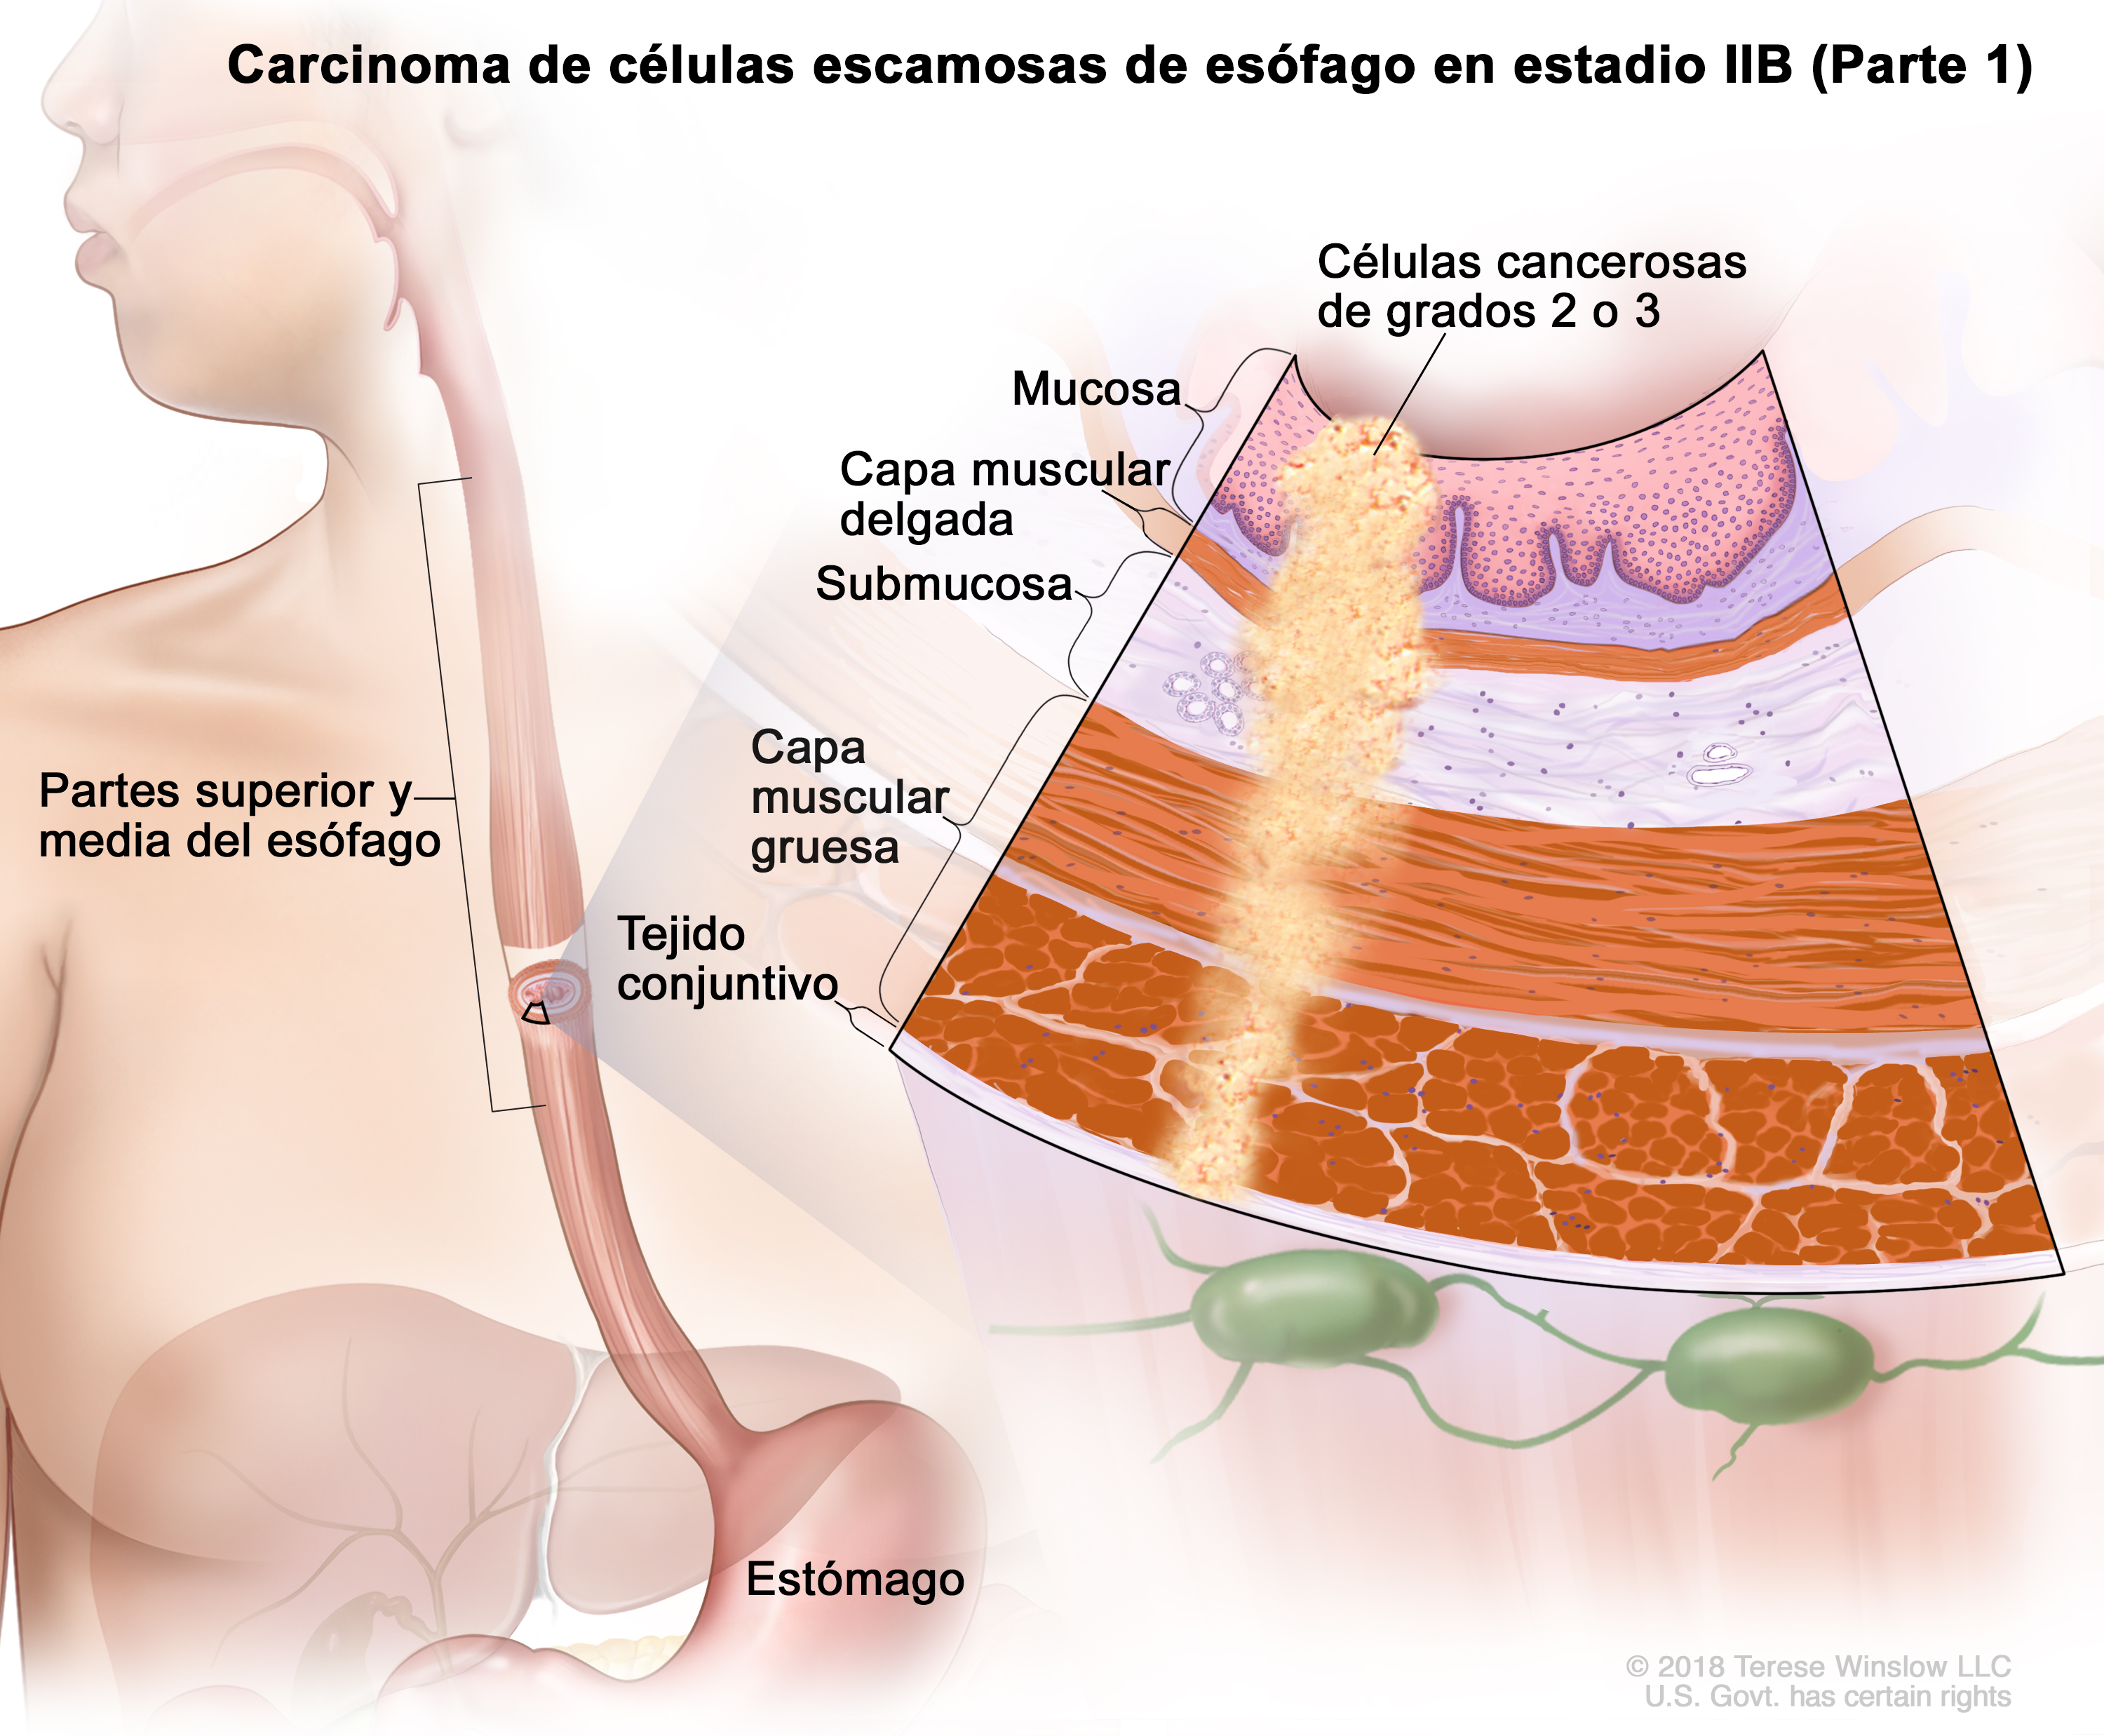 Carcinoma de células escamosas de esófago en estadio IIB (Parte 1)
Células cancerosas
de grados 2 o 3
Mucosa
Capa muscular
delgada
Submucosa
Capa
muscular
gruesa
Partes superior y
media del esófago
Tejido
conjuntivo
Estómago
© 2018 Terese Winslow LLC
U.S. Govt. has certain rights